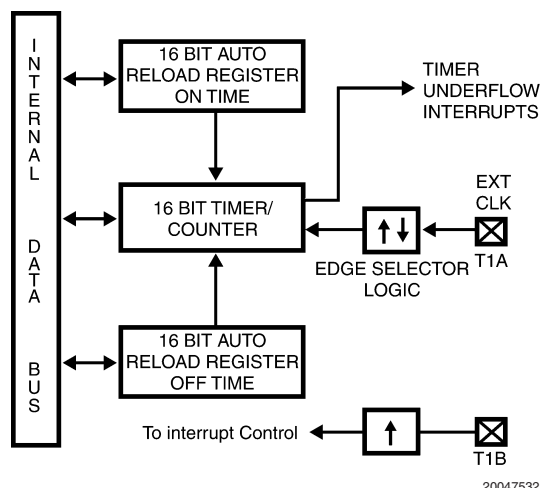 INTERNAL DATA BUS
16 BIT AUTO
RELOAD REGISTER
ON TIME
TIMER
UNDERFLOW
INTERRUPTS
16 BIT TIMER/
COUNTER
EXT
CLK
T1A
EDGE SELECTOR
LOGIC
16 BIT AUTO
RELOAD REGISTER
OFF TIME
To interrupt Control
T1B
20047532